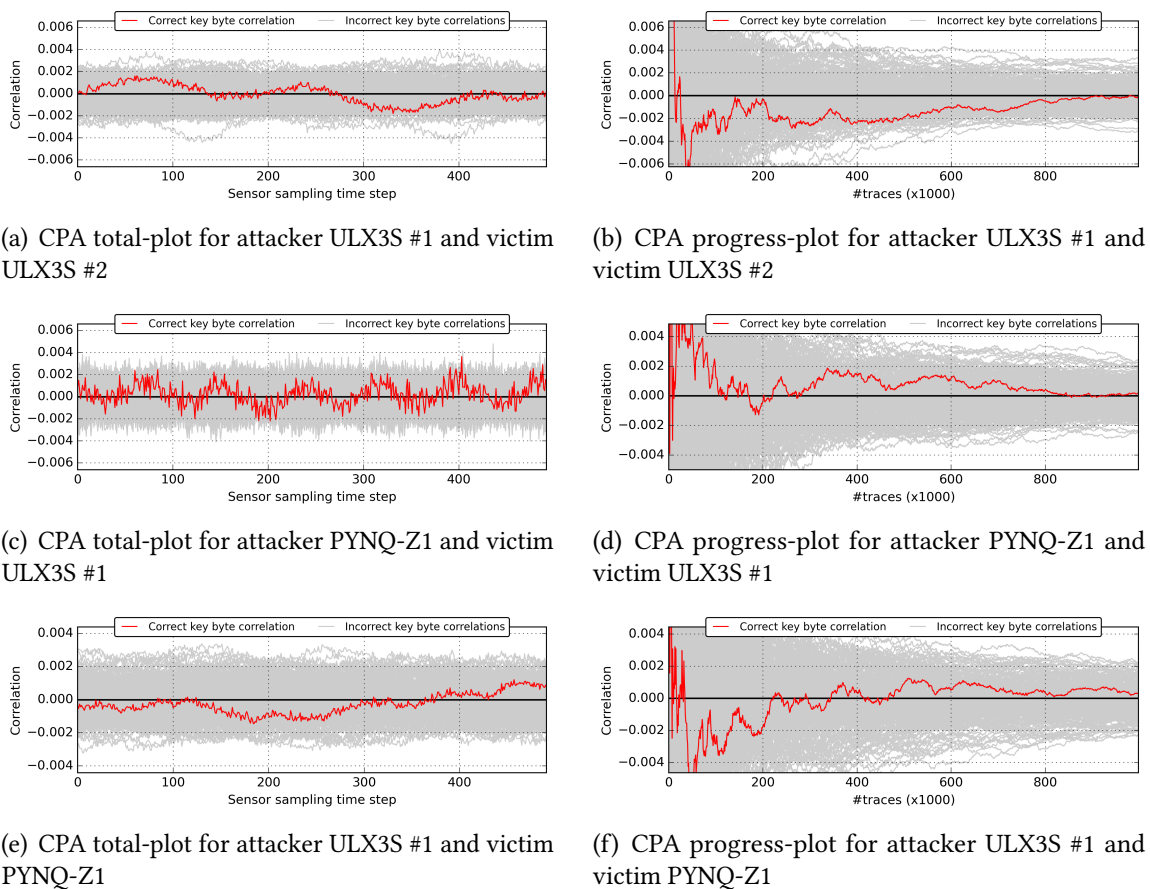 Correct key byte correlation Incorrect key byte correlations
0.006
0.004
0.002
0.000
−0.002
−0.004
−0.006
Correlation
0 100 200 300 400
Sensor sampling time step
(a) CPA total-plot for attacker ULX3S #1 and victim
ULX3S #2
Correct key byte correlation Incorrect key byte correlations
0.006
0.004
0.002
0.000
−0.002
−0.004
−0.006
Correlation
0 200 400 600 800
#traces (x1000)
(b) CPA progress-plot for attacker ULX3S #1 and
victim ULX3S #2
Correct key byte correlation Incorrect key byte correlations
0.006
0.004
0.002
0.000
−0.002
−0.004
−0.006
Correlation
0 100 200 300 400
Sensor sampling time step
(c) CPA total-plot for attacker PYNQ-Z1 and victim
ULX3S #1
Correct key byte correlation Incorrect key byte correlations
0.004
0.002
0.000
−0.002
−0.004
Correlation
0 200 400 600 800
#traces (x1000)
(d) CPA progress-plot for attacker PYNQ-Z1 and
victim ULX3S #1
Correct key byte correlation Incorrect key byte correlations
0.004
0.002
0.000
−0.002
−0.004
Correlation
0 100 200 300 400
Sensor sampling time step
(e) CPA total-plot for attacker ULX3S #1 and victim
PYNQ-Z1
Correct key byte correlation Incorrect key byte correlations
0.004
0.002
0.000
−0.002
−0.004
Correlation
0 200 400 600 800
#traces (x1000)
(f) CPA progress-plot for attacker ULX3S #1 and
victim PYNQ-Z1